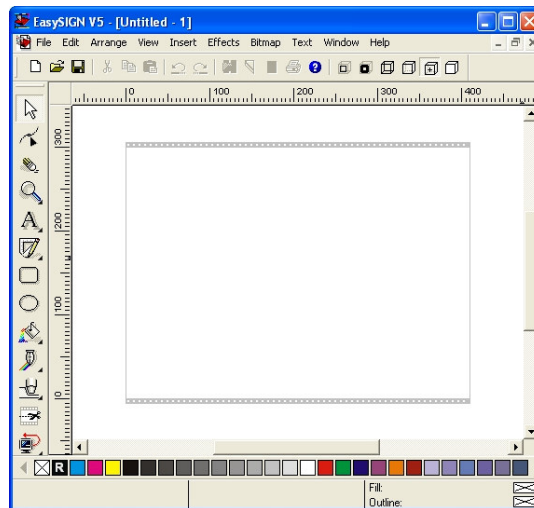 EasySIGN V5 - [Untitled - 1]
File Edit Arrange View Insert Effects Bitmap Text Window Help
0 100 200 300 400
300
200
100
0
A
R
Fill:
Outline: